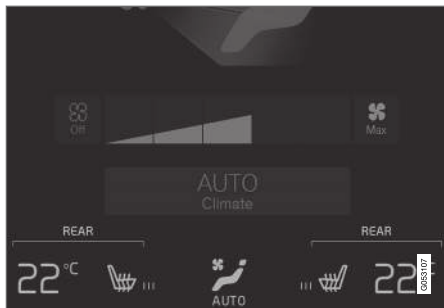 Off
Max
AUTO
Climate
REAR
REAR
22°C
22°
AUTO
G053107